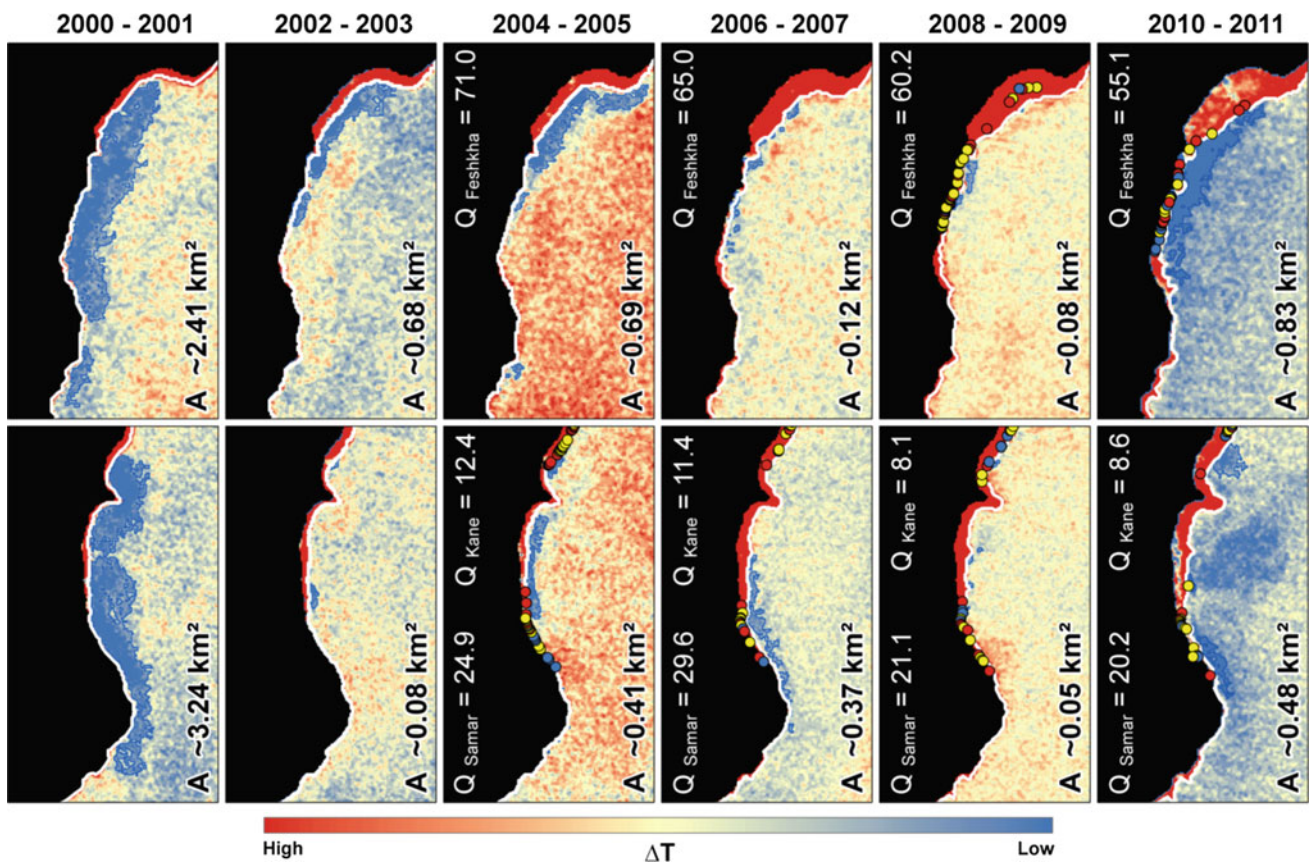 2000 - 2001
2002 - 2003
2004 - 2005
2006 - 2007
2008 - 2009
2010 - 2011
A ~2.41 km²
A ~0.68 km²
Q Feshkha = 71.0
A ~0.69 km²
Q Feshkha = 65.0
A ~0.12 km²
Q Feshkha = 60.2
A ~0.08 km²
Q Feshkha = 55.1
A ~0.83 km²
A ~3.24 km²
A ~0.08 km²
Q Samar = 24.9 Q Kane = 12.4
A ~0.41 km²
Q Samar = 29.6 Q Kane = 11.4
A ~0.37 km²
Q Samar = 21.1 Q Kane = 8.1
A ~0.05 km²
Q Samar = 20.2 Q Kane = 8.6
A ~0.48 km²
High ΔT Low